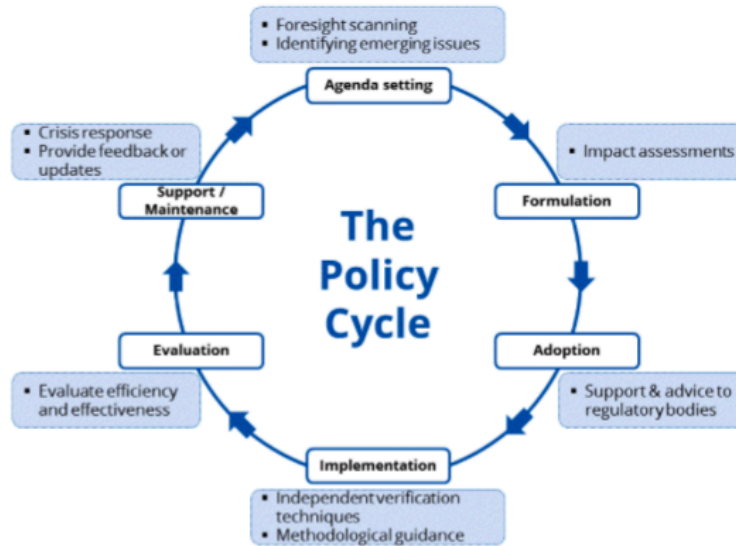 ▪ Foresight scanning
▪ Identifying emerging issues
Agenda setting
▪ Crisis response
▪ Provide feedback or
updates
Support /
Maintenance
▪ Impact assessments
Formulation
The
Policy
Cycle
Evaluation
▪ Evaluate efficiency
and effectiveness
Adoption
▪ Support & advice to
regulatory bodies
Implementation
▪ Independent verification
techniques
▪ Methodological guidance